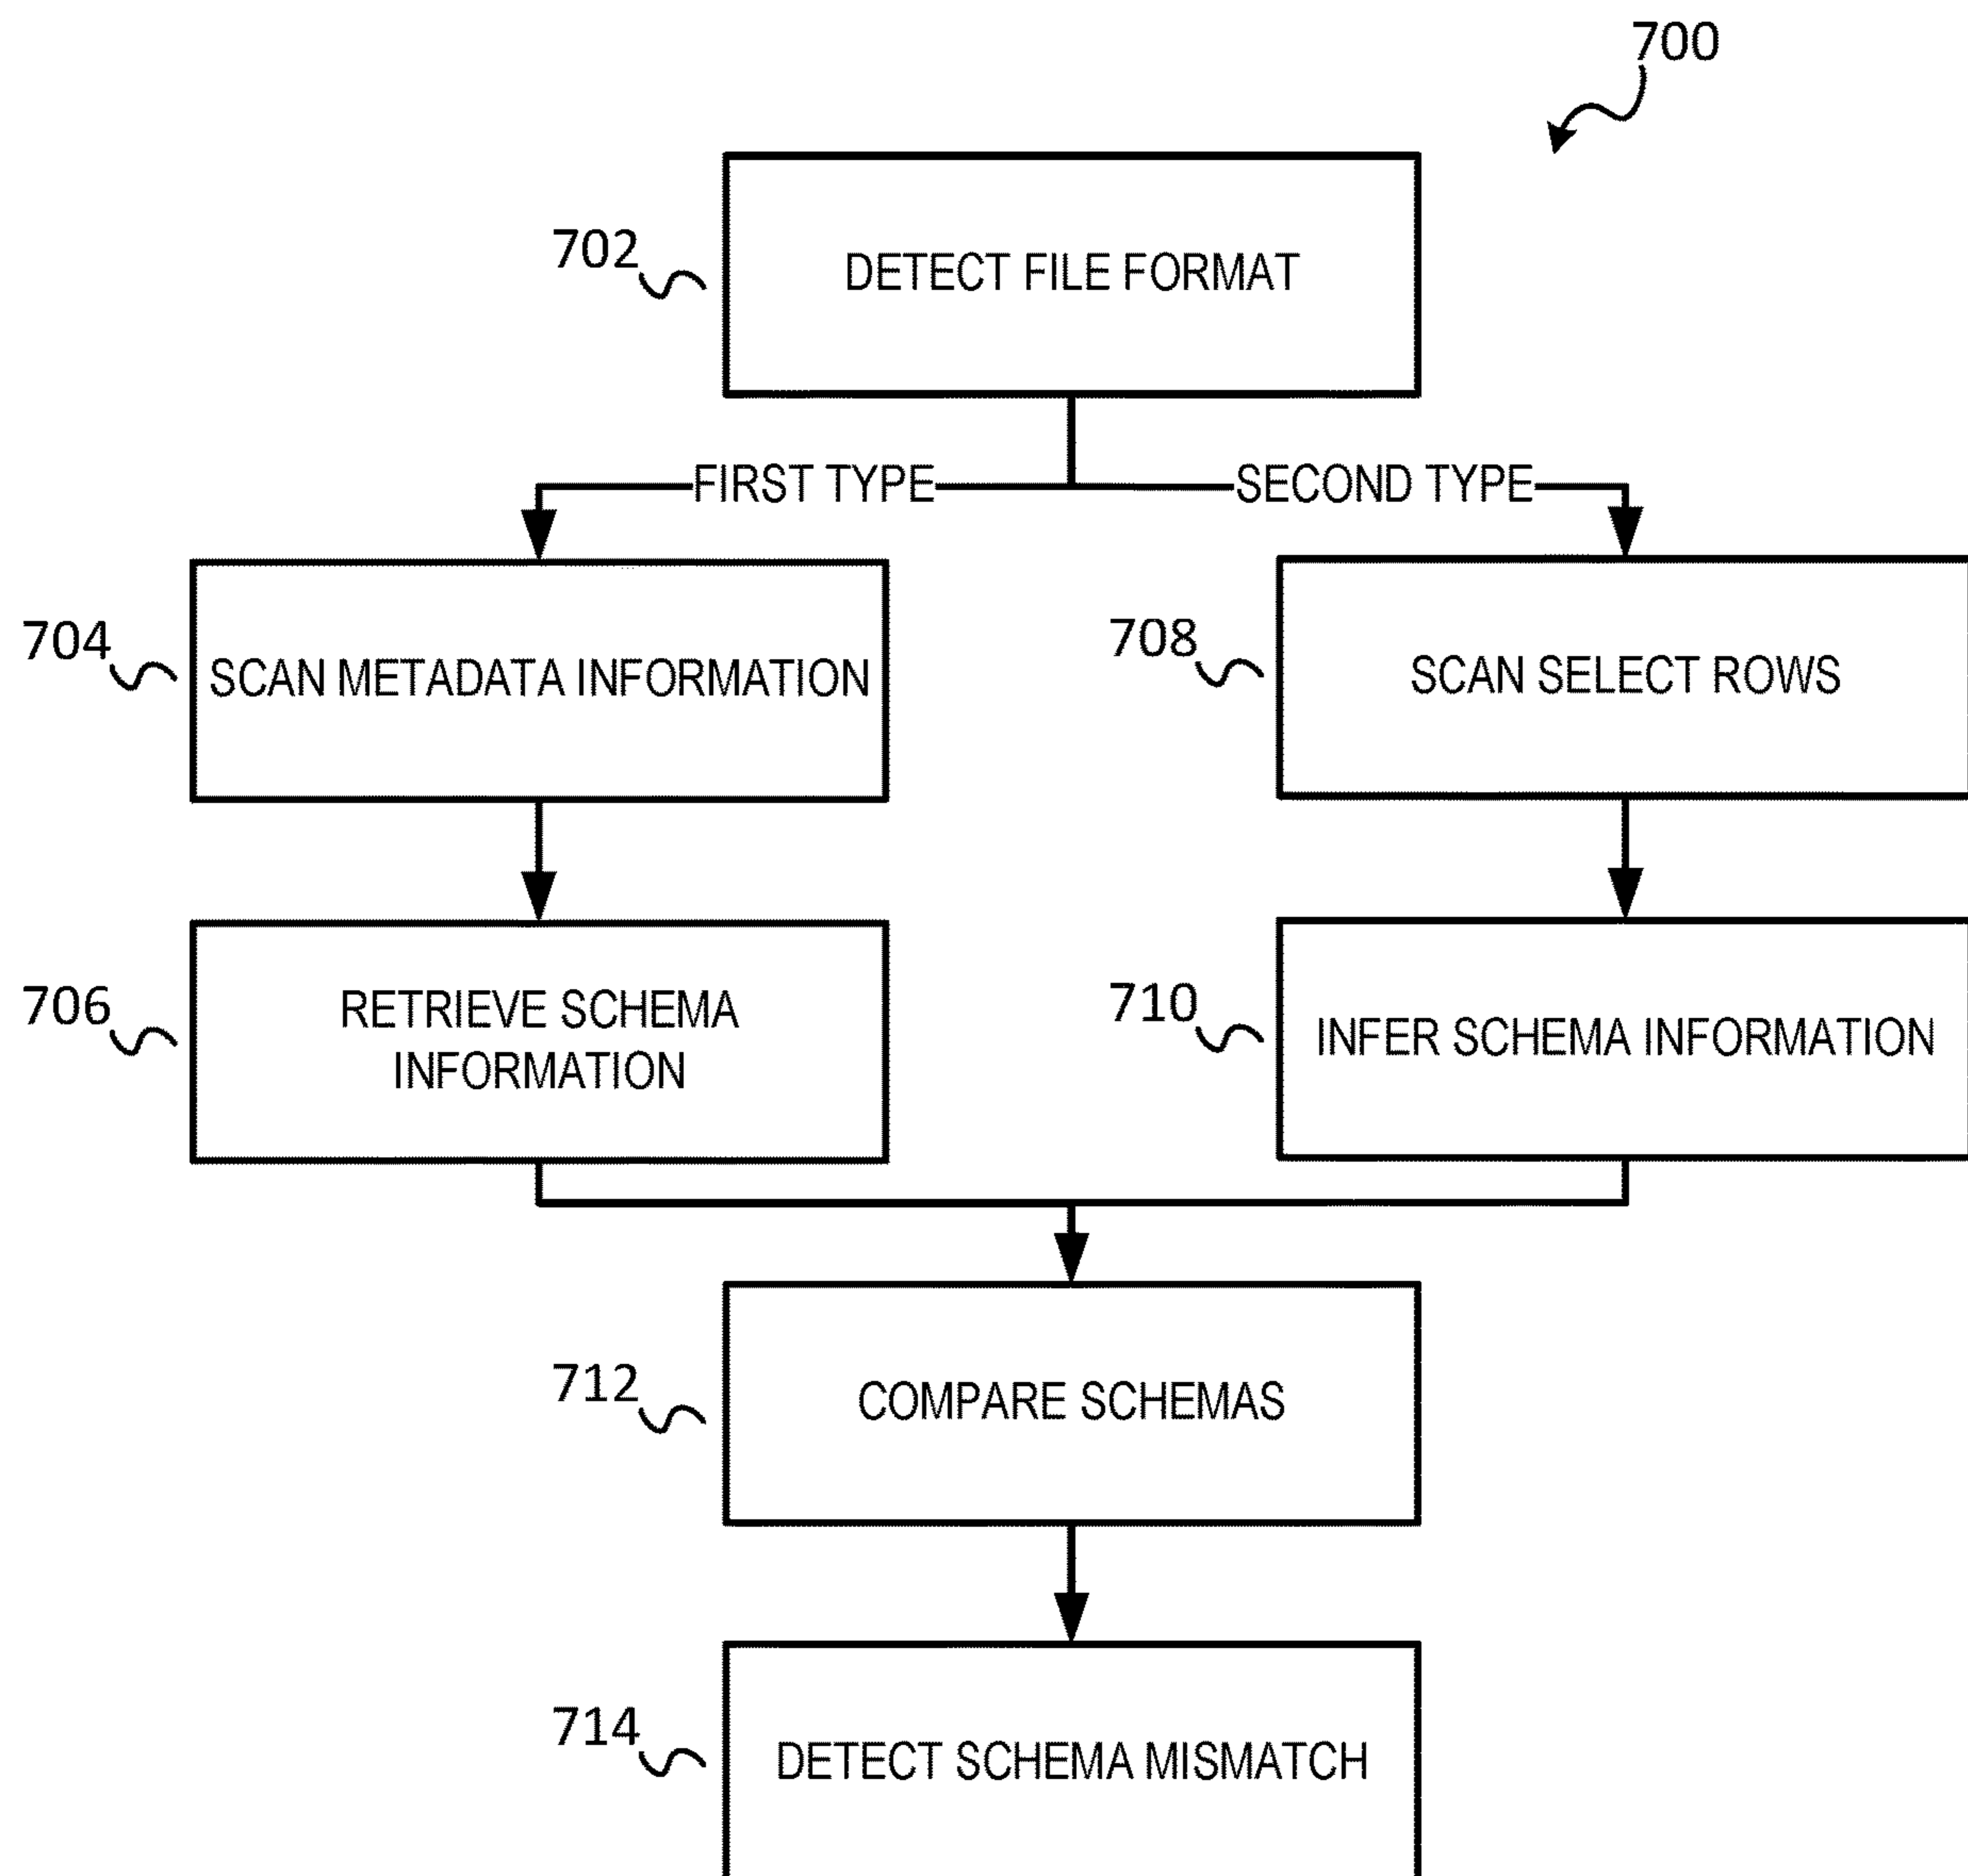 700
702
DETECT FILE FORMAT
FIRST TYPE
SECOND TYPE
704
SCAN METADATA INFORMATION
708
SCAN SELECT ROWS
706
RETRIEVE SCHEMA
INFORMATION
710
INFER SCHEMA INFORMATION
712
COMPARE SCHEMAS
714
DETECT SCHEMA MISMATCH